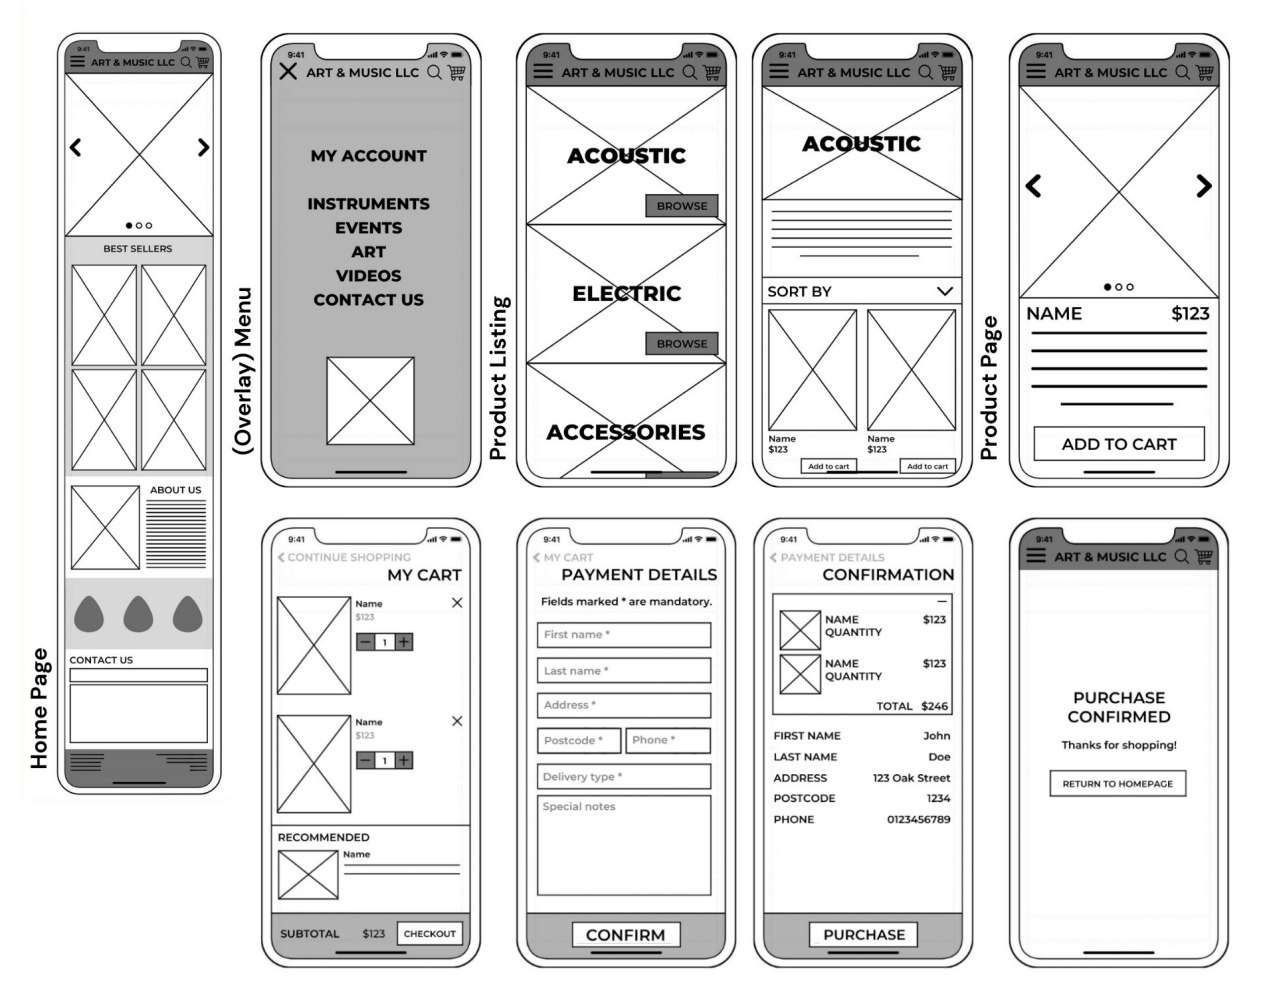 Home Page
9:41
ART & MUSIC LLC
BEST SELLERS
ABOUT US
CONTACT US
(Overlay) Menu
9:41
ART & MUSIC LLC
MY ACCOUNT
INSTRUMENTS
EVENTS
ART
VIDEOS
CONTACT US
Product Listing
9:41
ART & MUSIC LLC
ACOUSTIC
BROWSE
ELECTRIC
BROWSE
ACCESSORIES
9:41
ART & MUSIC LLC
ACOUSTIC
SORT BY
Name Name
$123 $123
Add to cart Add to cart
Product Page
9:41
ART & MUSIC LLC
NAME $123
ADD TO CART
9:41
CONTINUE SHOPPING
MY CART
Name
$123
1
Name
$123
1
RECOMMENDED
Name
SUBTOTAL $123 CHECKOUT
9:41
MY CART
PAYMENT DETAILS
Fields marked * are mandatory.
First name *
Last name *
Address *
Postcode * Phone *
Delivery type *
Special notes
CONFIRM
9:41
PAYMENT DETAILS
CONFIRMATION
NAME $123
QUANTITY
NAME $123
QUANTITY
TOTAL $246
FIRST NAME John
LAST NAME Doe
ADDRESS 123 Oak Street
POSTCODE 1234
PHONE 0123456789
PURCHASE
9:41
ART & MUSIC LLC
PURCHASE
CONFIRMED
Thanks for shopping!
RETURN TO HOMEPAGE